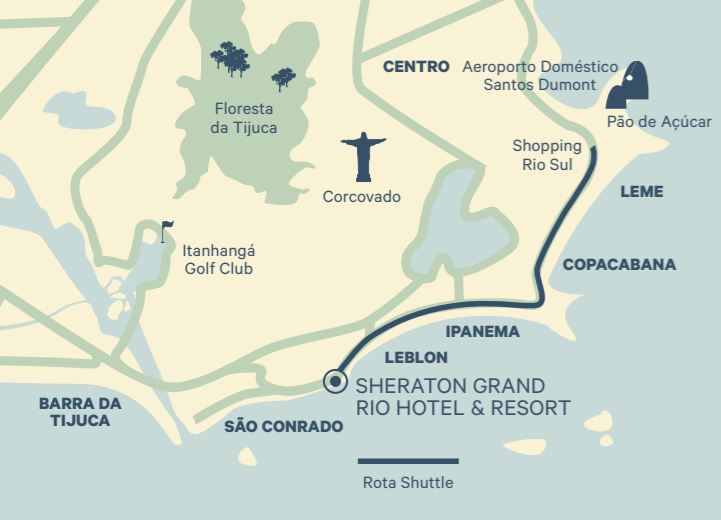 CENTRO
Aeroporto Doméstico
Santos Dumont
Pão de Açúcar
Floresta
da Tijuca
Shopping
Rio Sul
Corcovado
LEME
Itanhangá
Golf Club
COPACABANA
IPANEMA
LEBLON
SHERATON GRAND
RIO HOTEL & RESORT
BARRA DA
TIJUCA
SÃO CONRADO
Rota Shuttle